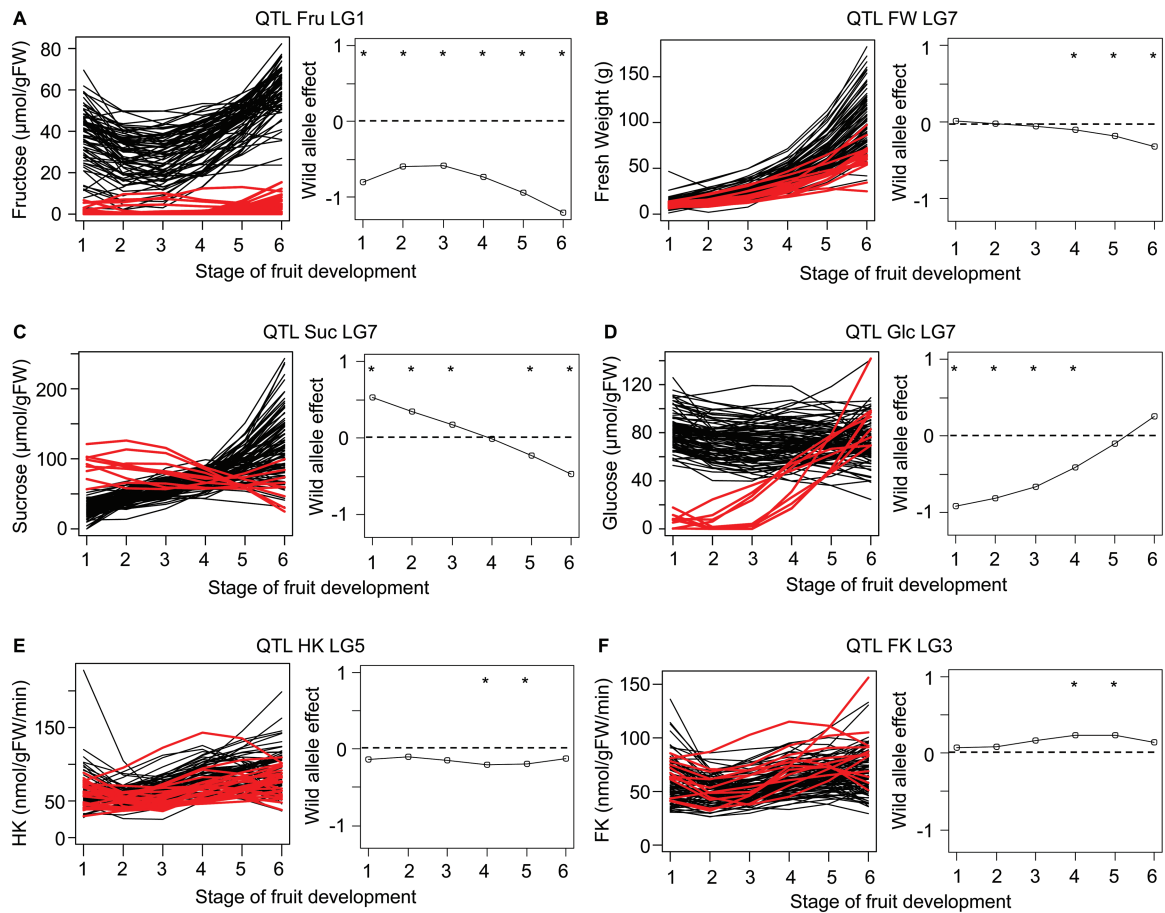 A QTL Fru LG1
Fructose (μmol/gFW)
80
60
40
20
0
1 2 3 4 5 6
Wild allele effect
1
0
-1
* * * * * *
1 2 3 4 5 6
Stage of fruit development
B QTL FW LG7
Fresh Weight (g)
150
100
50
0
1 2 3 4 5 6
Wild allele effect
1
0
-1
* * *
1 2 3 4 5 6
Stage of fruit development
C QTL Suc LG7
Sucrose (μmol/gFW)
200
100
0
1 2 3 4 5 6
Wild allele effect
1
0
-1
* * * * *
1 2 3 4 5 6
Stage of fruit development
D QTL Glc LG7
Glucose (μmol/gFW)
120
80
40
0
1 2 3 4 5 6
Wild allele effect
1
0
-1
* * * *
1 2 3 4 5 6
Stage of fruit development
E QTL HK LG5
HK (nmol/gFW/min)
150
50
0
1 2 3 4 5 6
Wild allele effect
1
0
-1
* *
1 2 3 4 5 6
Stage of fruit development
F QTL FK LG3
FK (nmol/gFW/min)
150
100
50
0
1 2 3 4 5 6
Wild allele effect
1
0
-1
* *
1 2 3 4 5 6
Stage of fruit development